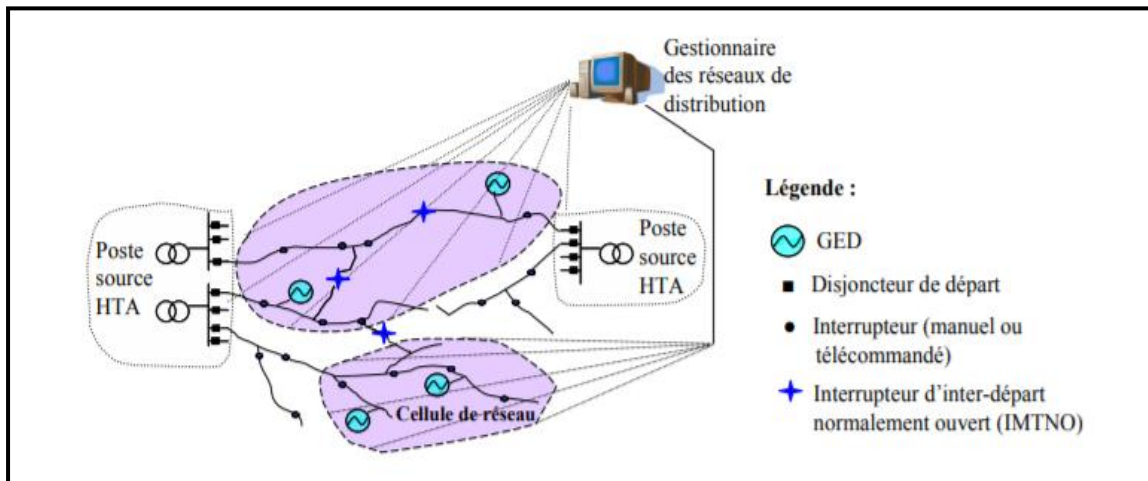 Gestionnaire
des réseaux de
distribution
Poste
source
HTA
Poste
source
HTA
Cellule de réseau
Légende :
GED
Disjoncteur de départ
Interrupteur (manuel ou
télécommandé)
Interrupteur d’inter-départ
normalement ouvert (IMTNO)